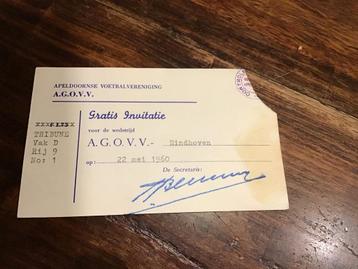 APELDOORNSE VOETBALVERENIGING
A.G.O.V.V.
Gratis Invitatie
voor de wedstrijd
A.G.O.V.V.- Eindhoven
op: 22 mei 1960
De Secretaris:
TRIBUNE
Vak D
Rij 9
No: 1